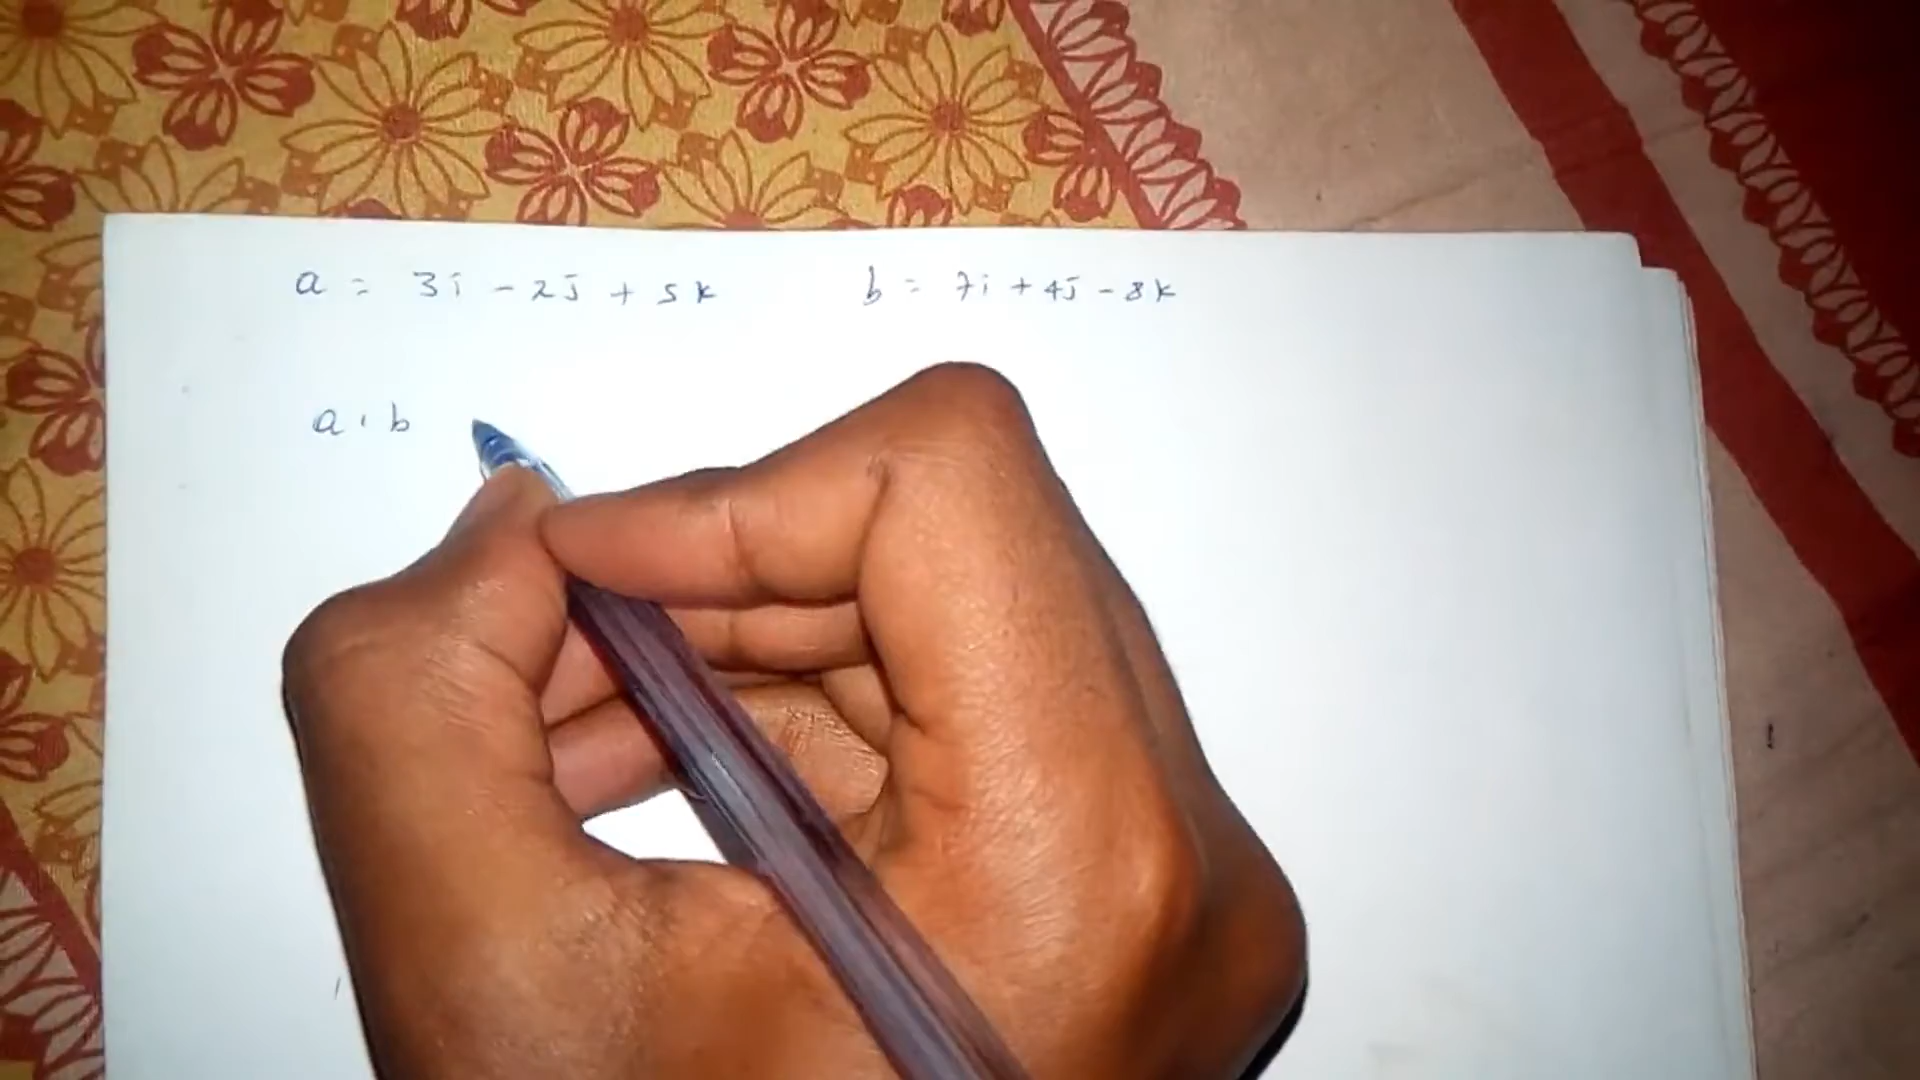 a = 3i - 2j + 5k b = 7i + 4j - 8k
a . b